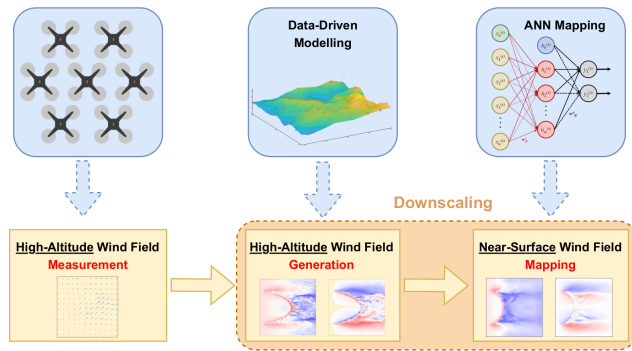 Data-Driven
Modelling
ANN Mapping
Downscaling
High-Altitude Wind Field
Measurement
High-Altitude Wind Field
Generation
Near-Surface Wind Field
Mapping